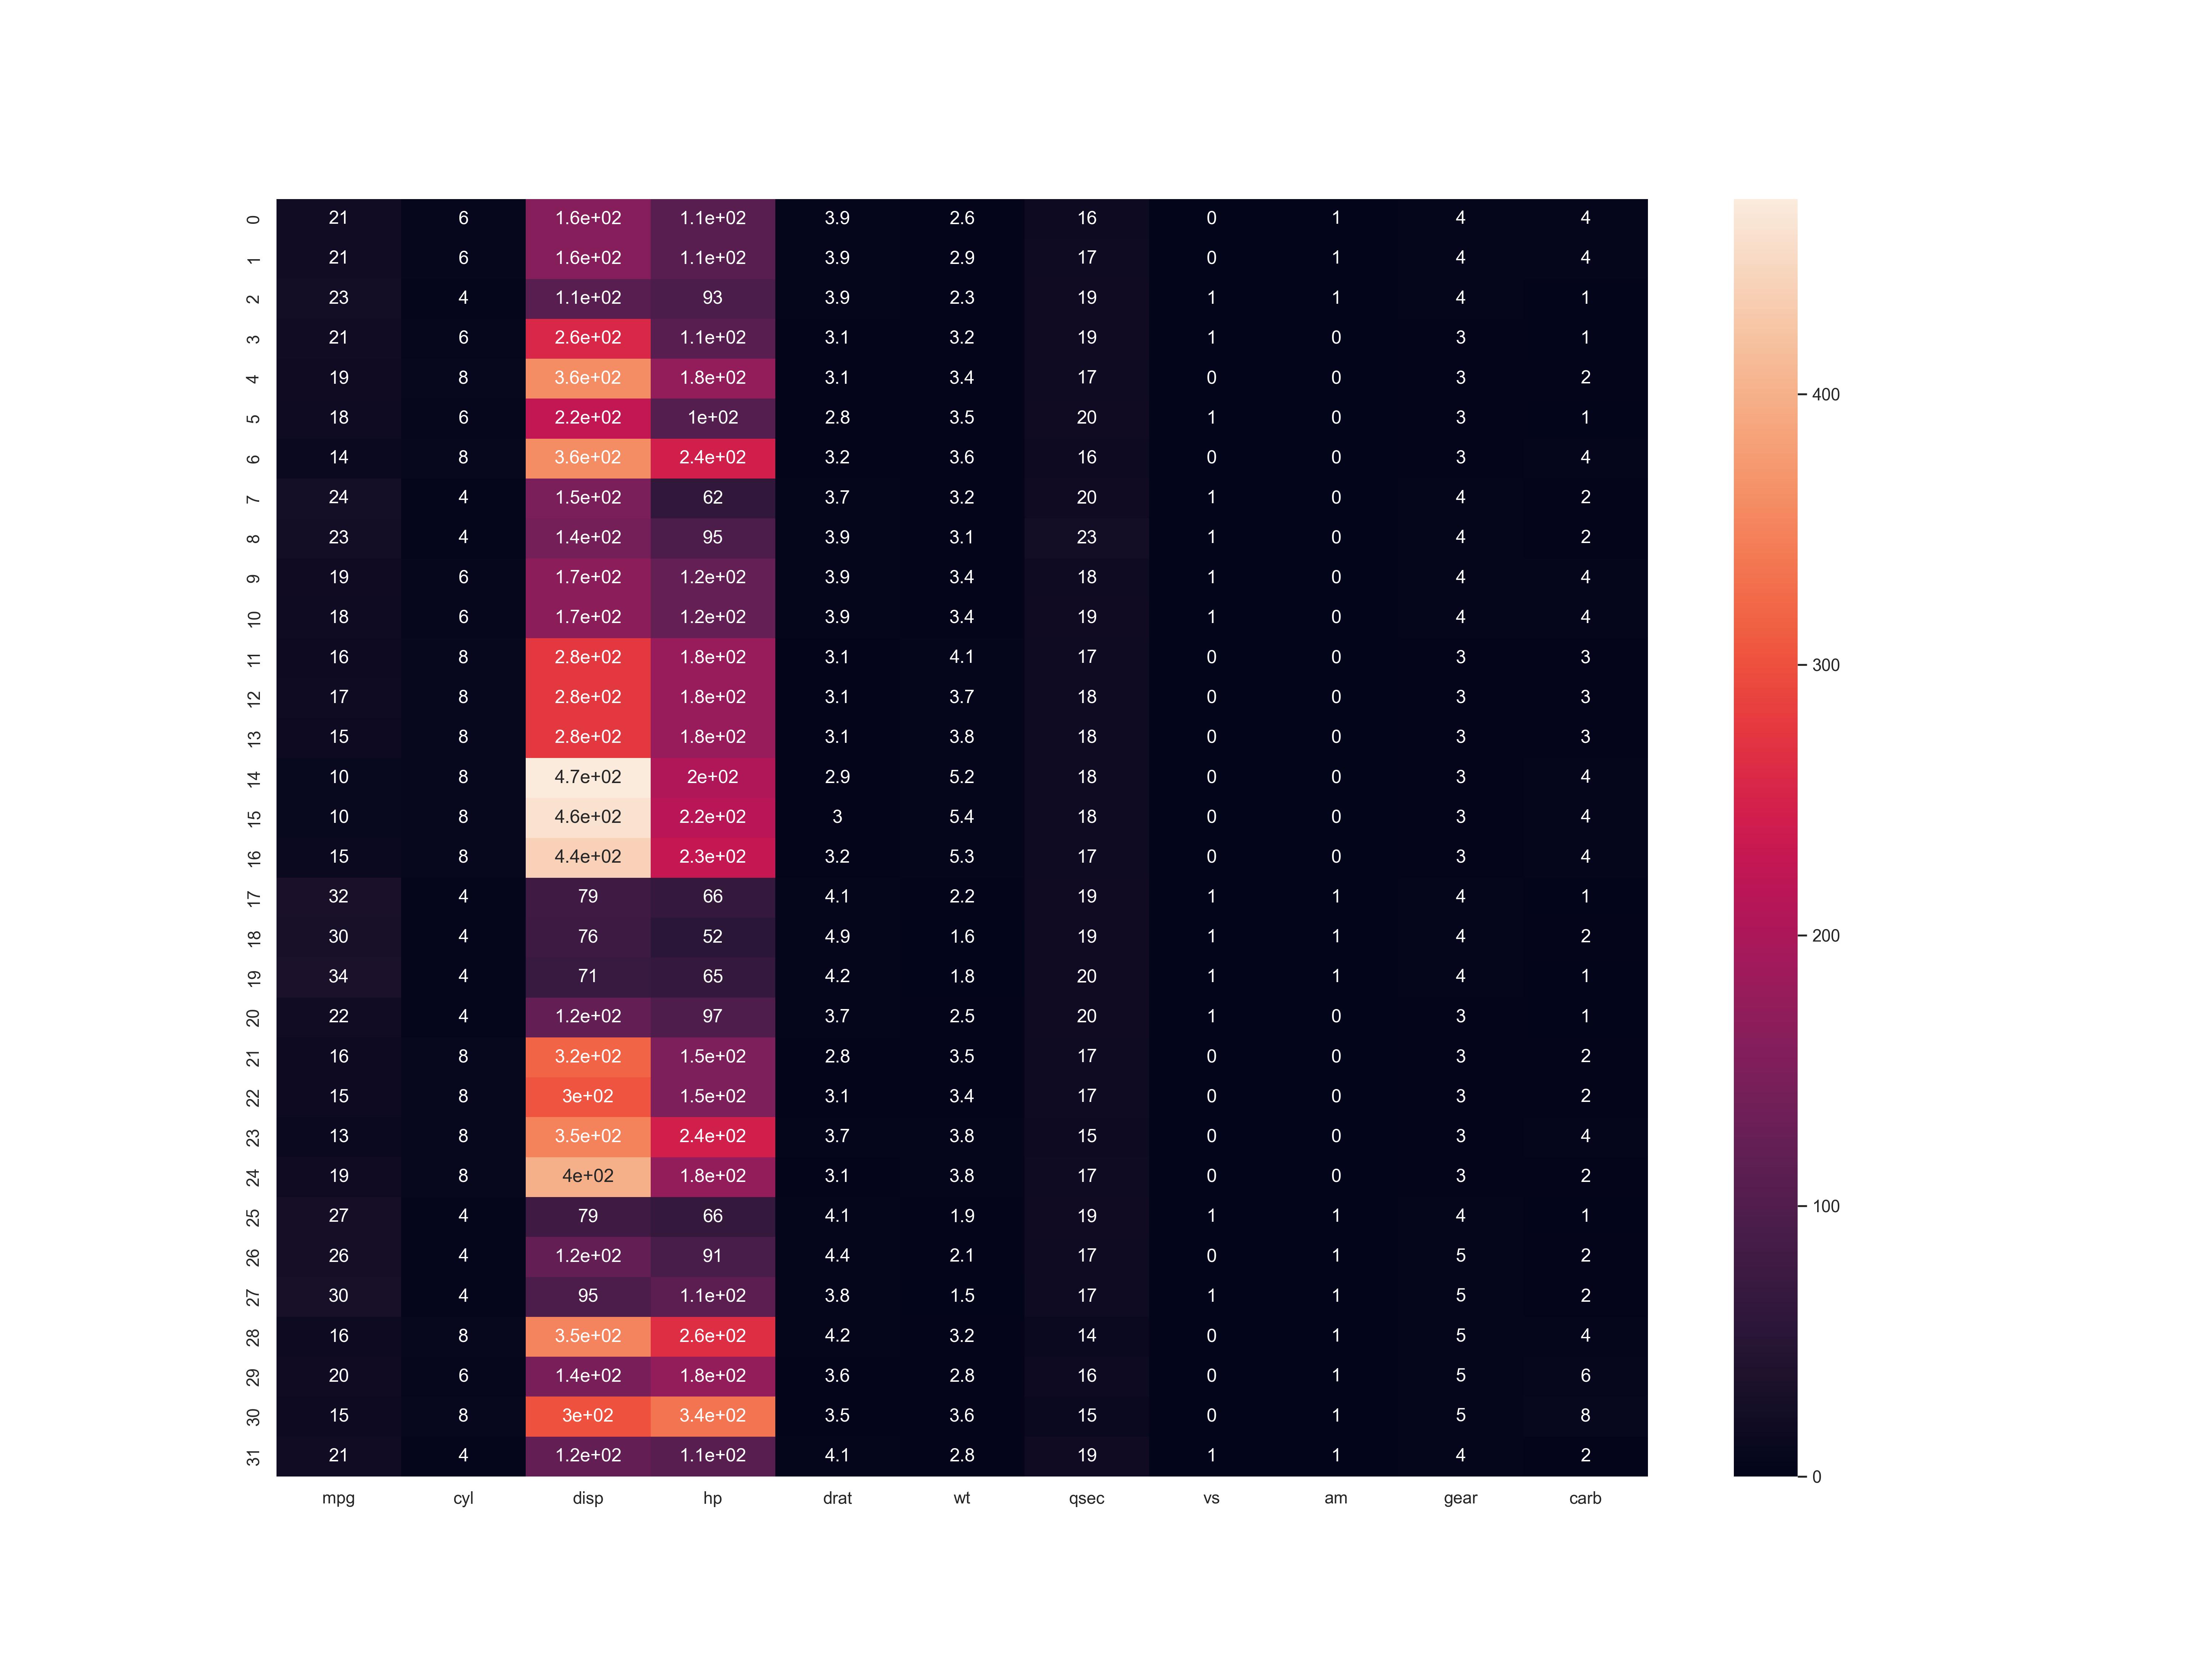 0 21 6 1.6e+02 1.1e+02 3.9 2.6 16 0 1 4 4
1 21 6 1.6e+02 1.1e+02 3.9 2.9 17 0 1 4 4
2 23 4 1.1e+02 93 3.9 2.3 19 1 1 4 1
3 21 6 2.6e+02 1.1e+02 3.1 3.2 19 1 0 3 1
4 19 8 3.6e+02 1.8e+02 3.1 3.4 17 0 0 3 2
400
5 18 6 2.2e+02 1e+02 2.8 3.5 20 1 0 3 1
6 14 8 3.6e+02 2.4e+02 3.2 3.6 16 0 0 3 4
7 24 4 1.5e+02 62 3.7 3.2 20 1 0 4 2
8 23 4 1.4e+02 95 3.9 3.1 23 1 0 4 2
9 19 6 1.7e+02 1.2e+02 3.9 3.4 18 1 0 4 4
10 18 6 1.7e+02 1.2e+02 3.9 3.4 19 1 0 4 4
11 16 8 2.8e+02 1.8e+02 3.1 4.1 17 0 0 3 3
300
12 17 8 2.8e+02 1.8e+02 3.1 3.7 18 0 0 3 3
13 15 8 2.8e+02 1.8e+02 3.1 3.8 18 0 0 3 3
14 10 8 4.7e+02 2e+02 2.9 5.2 18 0 0 3 4
15 10 8 4.6e+02 2.2e+02 3 5.4 18 0 0 3 4
16 15 8 4.4e+02 2.3e+02 3.2 5.3 17 0 0 3 4
17 32 4 79 66 4.1 2.2 19 1 1 4 1
18 30 4 76 52 4.9 1.6 19 1 1 4 2
200
19 34 4 71 65 4.2 1.8 20 1 1 4 1
20 22 4 1.2e+02 97 3.7 2.5 20 1 0 3 1
21 16 8 3.2e+02 1.5e+02 2.8 3.5 17 0 0 3 2
22 15 8 3e+02 1.5e+02 3.1 3.4 17 0 0 3 2
23 13 8 3.5e+02 2.4e+02 3.7 3.8 15 0 0 3 4
24 19 8 4e+02 1.8e+02 3.1 3.8 17 0 0 3 2
25 27 4 79 66 4.1 1.9 19 1 1 4 1
100
26 26 4 1.2e+02 91 4.4 2.1 17 0 1 5 2
27 30 4 95 1.1e+02 3.8 1.5 17 1 1 5 2
28 16 8 3.5e+02 2.6e+02 4.2 3.2 14 0 1 5 4
29 20 6 1.4e+02 1.8e+02 3.6 2.8 16 0 1 5 6
30 15 8 3e+02 3.4e+02 3.5 3.6 15 0 1 5 8
31 21 4 1.2e+02 1.1e+02 4.1 2.8 19 1 1 4 2
0
mpg cyl disp hp drat wt qsec vs am gear carb